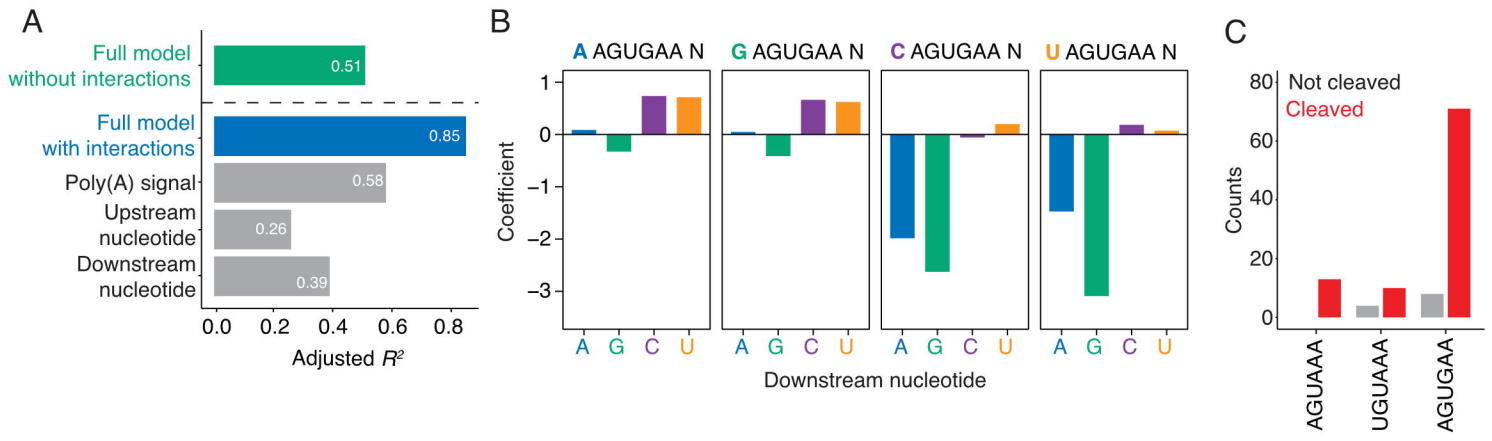 A
Full model
without interactions
0.51
Full model
with interactions
0.85
Poly(A) signal
0.58
Upstream
nucleotide
0.26
Downstream
nucleotide
0.39
0.0 0.2 0.4 0.6 0.8
Adjusted R²
B
A AGUGAA N G AGUGAA N C AGUGAA N U AGUGAA N
Coefficient
1
0
−1
−2
−3
A G C U A G C U A G C U A G C U
Downstream nucleotide
C
Not cleaved
Cleaved
Counts
80
60
40
20
0
AGUAAA
UGUAAA
AGUGAA